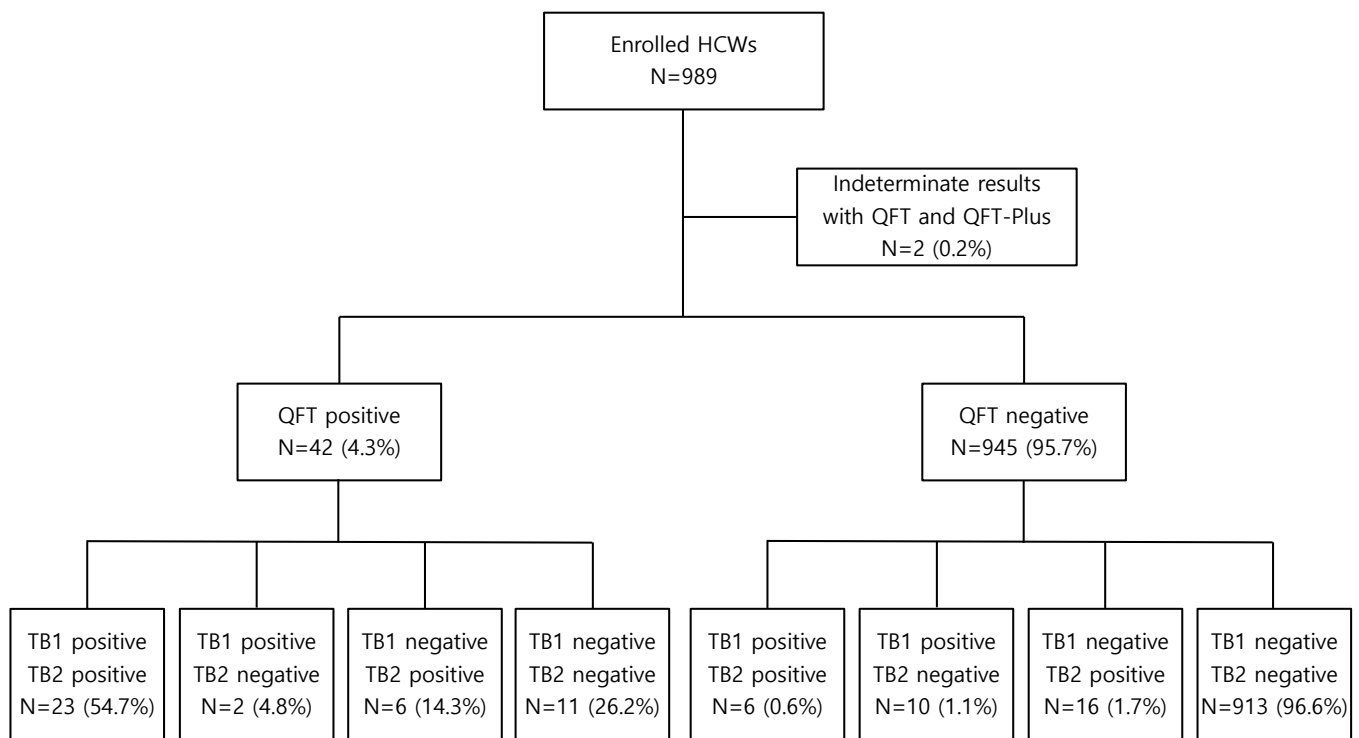 Enrolled HCWs
N=989
Indeterminate results
with QFT and QFT-Plus
N=2 (0.2%)
QFT positive
N=42 (4.3%)
QFT negative
N=945 (95.7%)
TB1 positive
TB2 positive
N=23 (54.7%)
TB1 positive
TB2 negative
N=2 (4.8%)
TB1 negative
TB2 positive
N=6 (14.3%)
TB1 negative
TB2 negative
N=11 (26.2%)
TB1 positive
TB2 positive
N=6 (0.6%)
TB1 positive
TB2 negative
N=10 (1.1%)
TB1 negative
TB2 positive
N=16 (1.7%)
TB1 negative
TB2 negative
N=913 (96.6%)